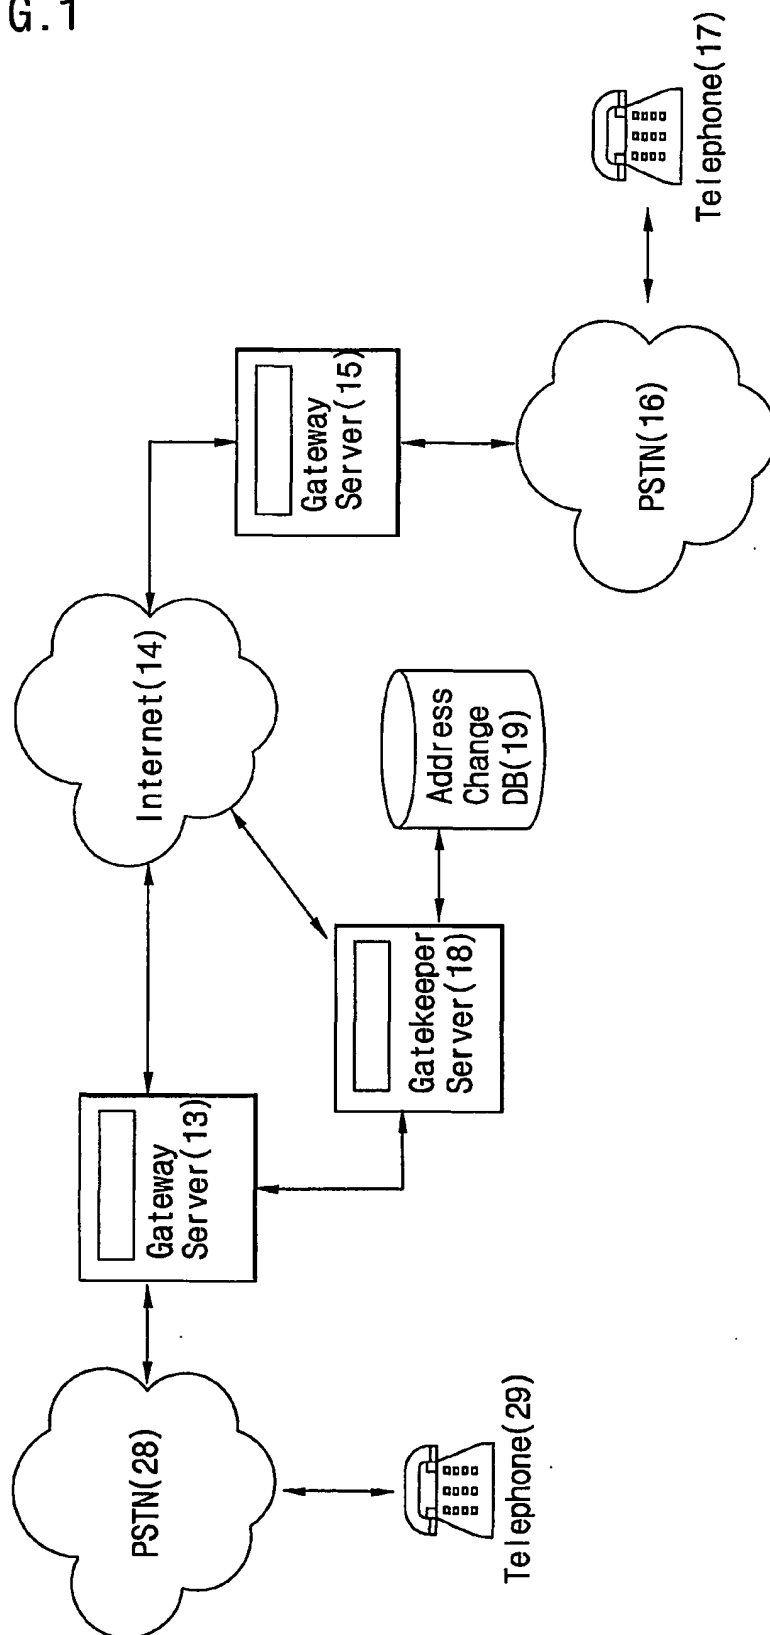 G.1
Telephone(17)
PSTN(16)
Gateway
Server(15)
Internet(14)
Address
Change
DB(19)
Gatekeeper
Server(18)
Gateway
Server(13)
PSTN(28)
Telephone(29)